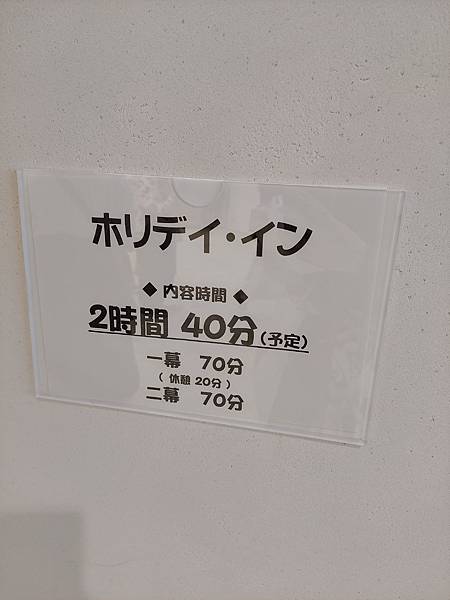 ホリデイ・イン
◆ 内容時間 ◆
2時間 40分(予定)
一幕 70分
( 休憩 20分 )
二幕 70分